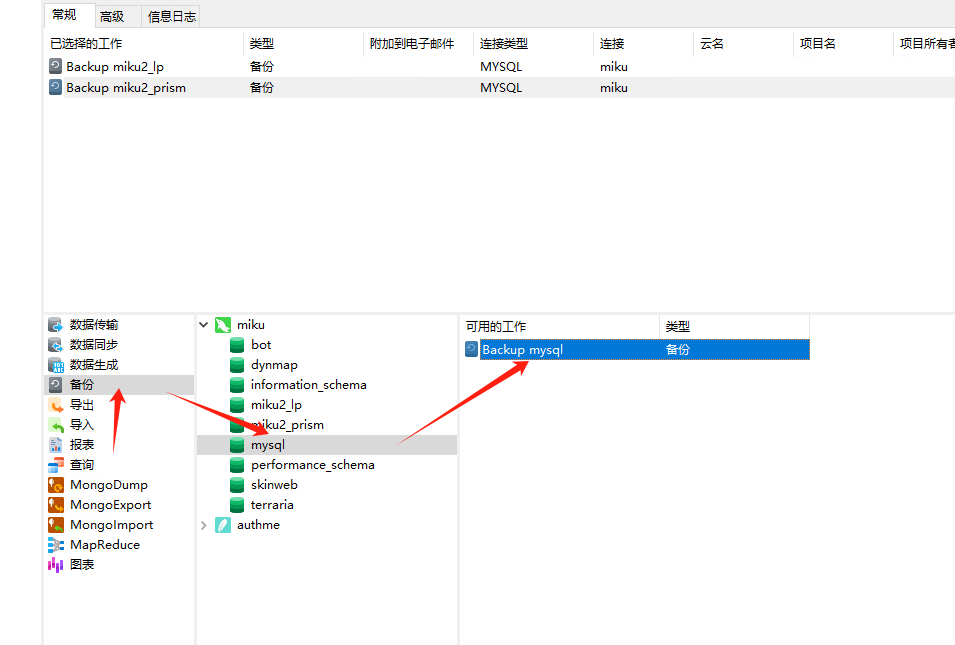 常规 高级 信息日志
已选择的工作 类型 附加到电子邮件 连接类型 连接 云名 项目名 项目所有者
Backup miku2_lp 备份 MYSQL miku
Backup miku2_prism 备份 MYSQL miku
数据传输
数据同步
数据生成
备份
导出
导入
报表
查询
MongoDump
MongoExport
MongoImport
MapReduce
图表
miku
bot
dynmap
information_schema
miku2_lp
miku2_prism
mysql
performance_schema
skinweb
terraria
authme
可用的工作 类型
Backup mysql 备份